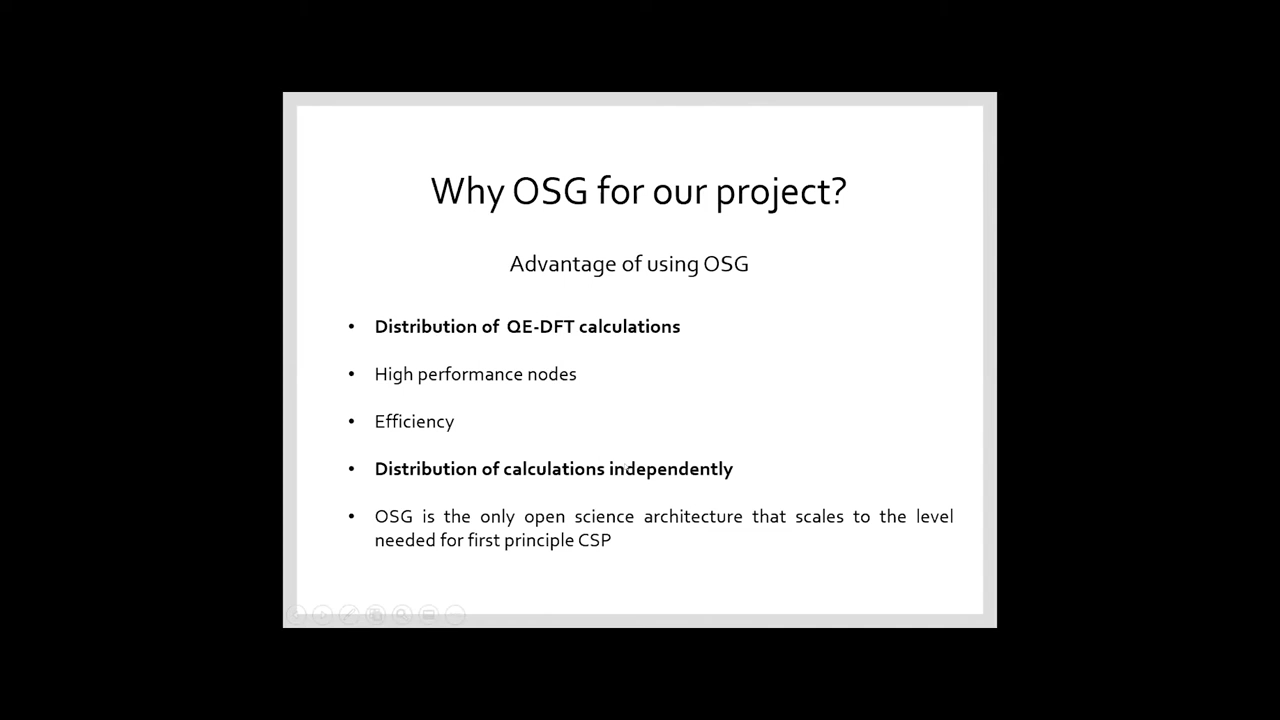 Why OSG for our project?
Advantage of using OSG
• Distribution of QE-DFT calculations
• High performance nodes
• Efficiency
• Distribution of calculations independently
• OSG is the only open science architecture that scales to the level
needed for first principle CSP